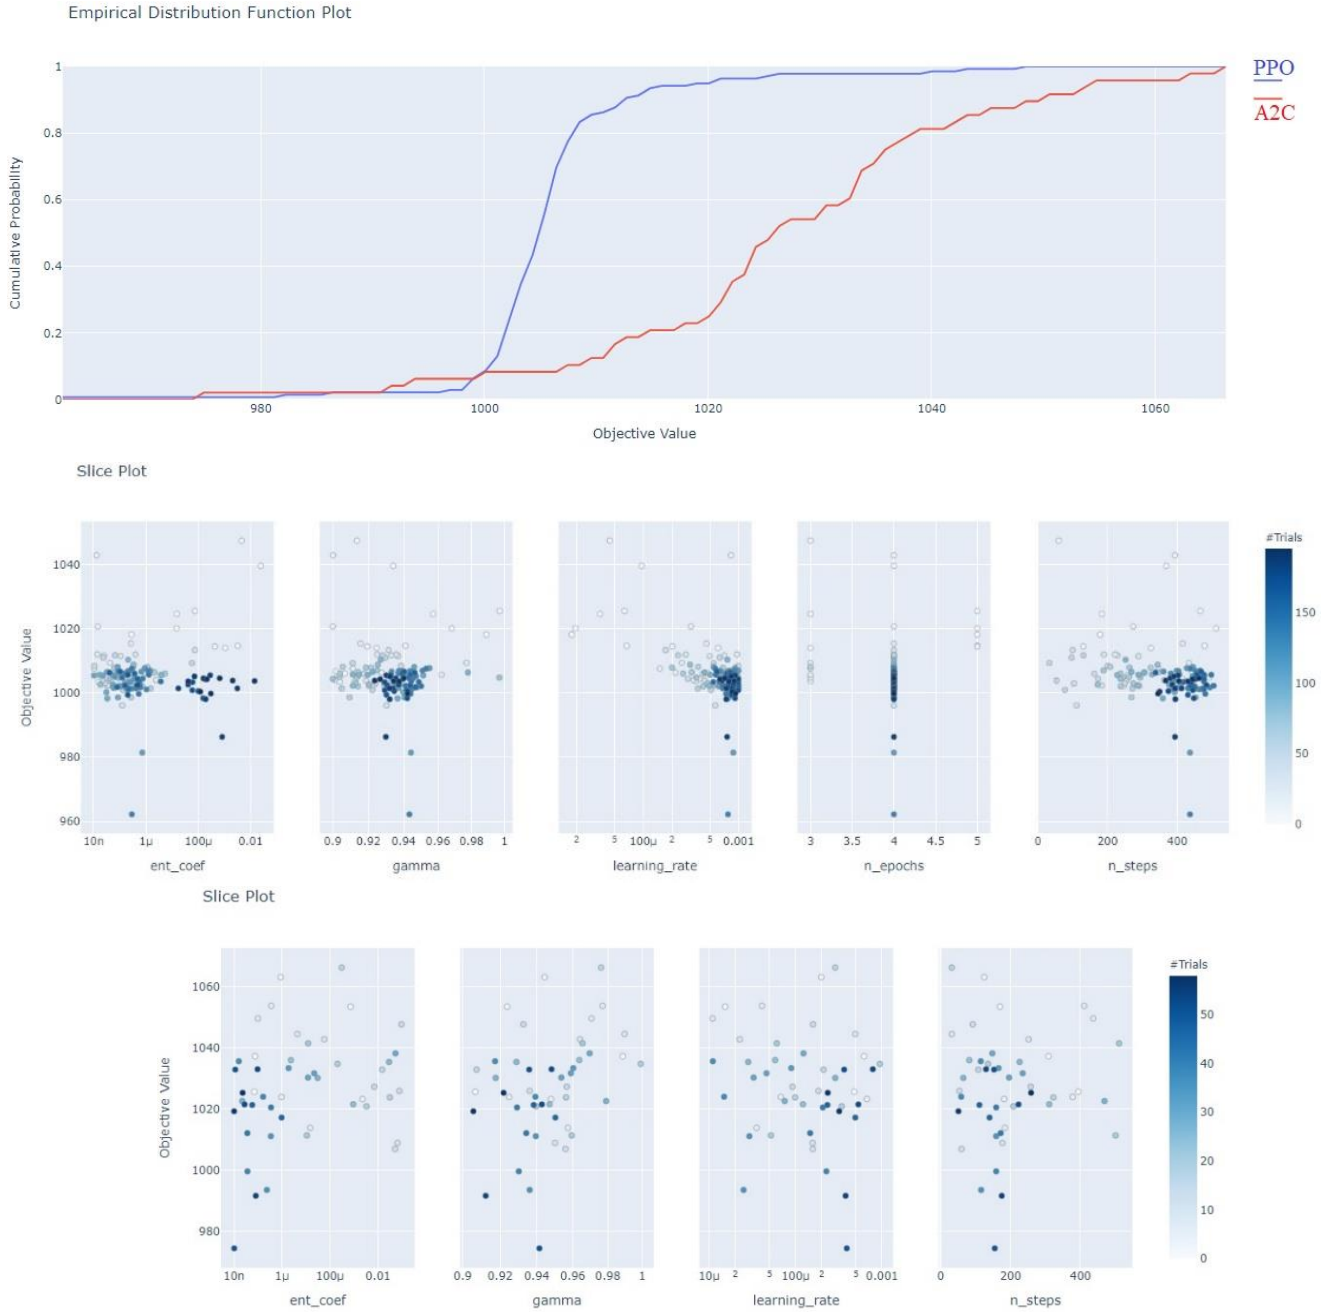 Empirical Distribution Function Plot
PPO
A2C
1
0.8
0.6
0.4
0.2
0
Cumulative Probability
980 1000 1020 1040 1060
Objective Value
Slice Plot
#Trials
1040
1020
1000
980
960
Objective Value
150
100
50
0
10n 1μ 100μ 0.01
0.9 0.92 0.94 0.96 0.98 1
2 5 100μ 2 5 0.001
3 3.5 4 4.5 5
0 200 400
ent_coef gamma learning_rate n_epochs n_steps
Slice Plot
#Trials
1060
1040
1020
1000
980
Objective Value
50
40
30
20
10
0
10n 1μ 100μ 0.01
0.9 0.92 0.94 0.96 0.98 1
10μ 2 5 100μ 2 5 0.001
0 200 400
ent_coef gamma learning_rate n_steps